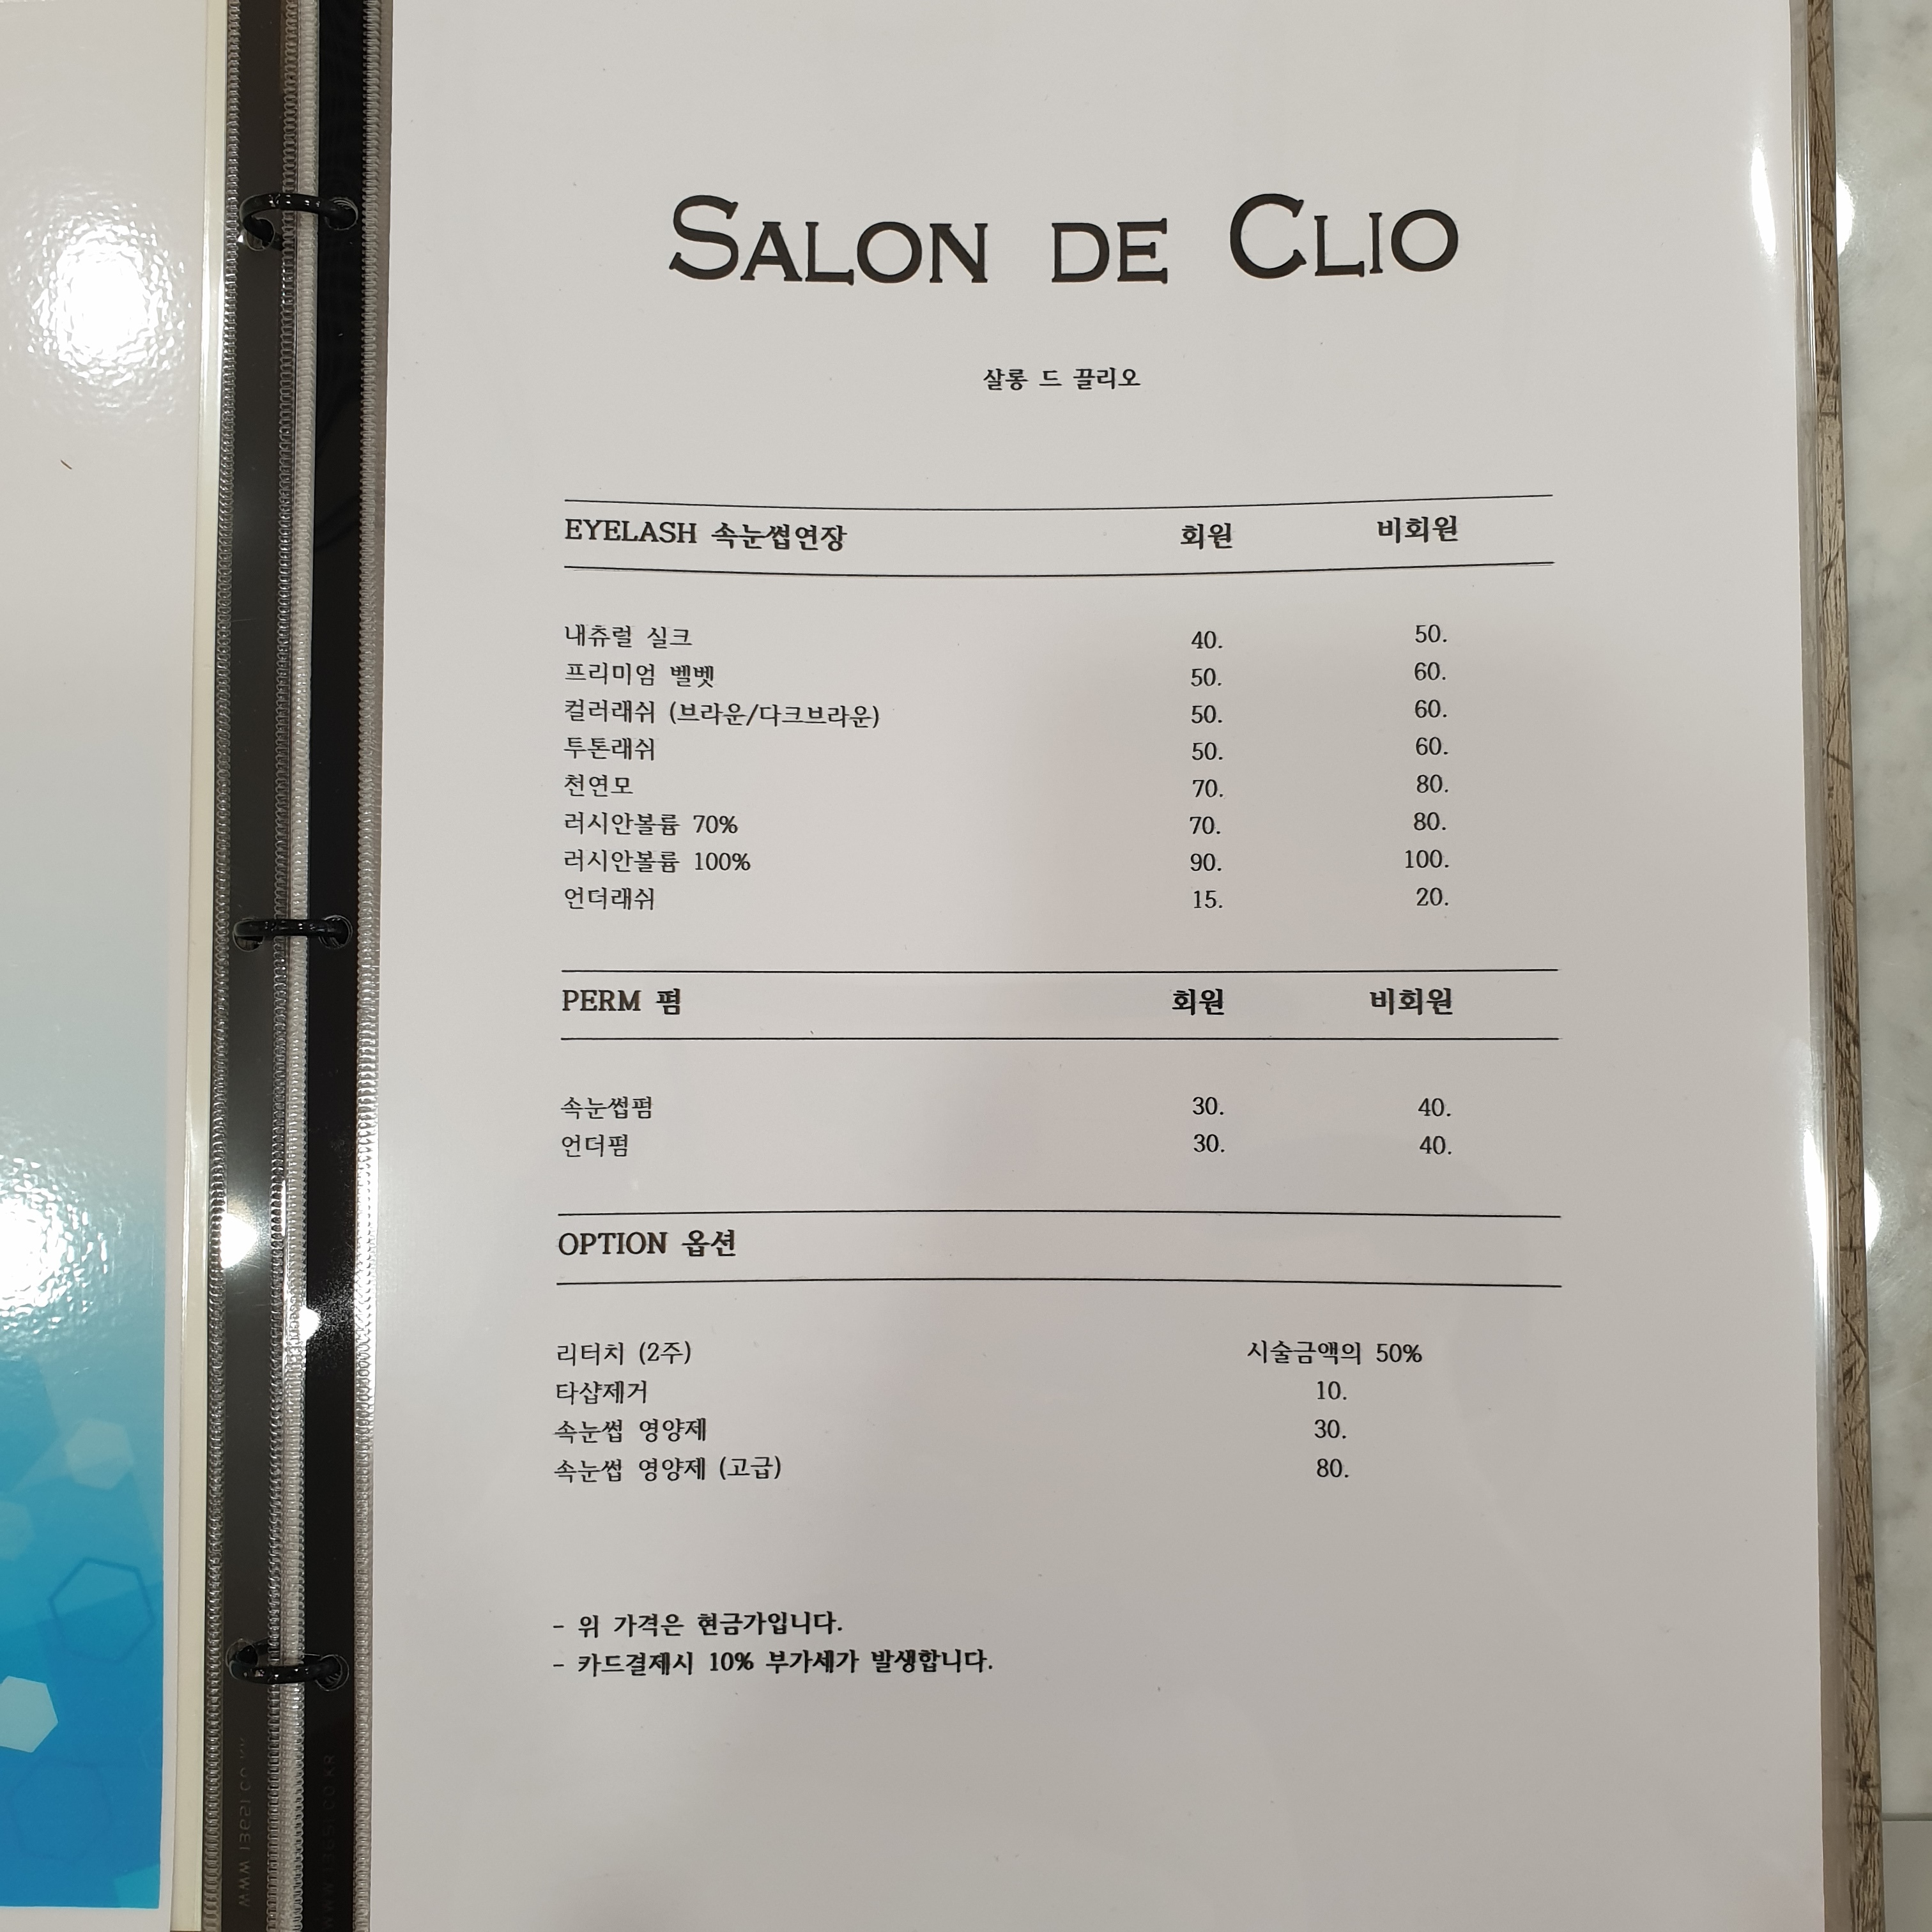 SALON DE CLIO
살롱 드 끌리오
EYELASH 속눈썹연장 회원 비회원
내츄럴 실크 40. 50.
프리미엄 벨벳 50. 60.
컬러래쉬 (브라운/다크브라운) 50. 60.
투톤래쉬 50. 60.
천연모 70. 80.
러시안볼륨 70% 70. 80.
러시안볼륨 100% 90. 100.
언더래쉬 15. 20.
PERM 펌 회원 비회원
속눈썹펌 30. 40.
언더펌 30. 40.
OPTION 옵션
리터치 (2주) 시술금액의 50%
타샵제거 10.
속눈썹 영양제 30.
속눈썹 영양제 (고급) 80.
- 위 가격은 현금가입니다.
- 카드결제시 10% 부가세가 발생합니다.